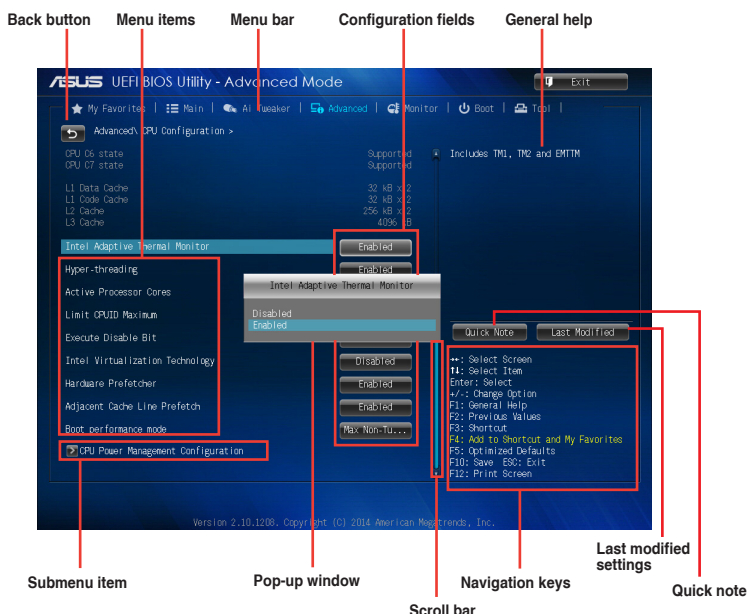 Back button
Menu items
Menu bar
Configuration fields
General help
ASUS UEFI BIOS Utility - Advanced Mode
Exit
My Favorites | Main | Ai Tweaker | Advanced | Monitor | Boot | Tool |
Advanced\ CPU Configuration >
CPU C6 state Supported
CPU C7 state Supported
L1 Data Cache 32 kB x 2
L1 Code Cache 32 kB x 2
L2 Cache 256 kB x 2
L3 Cache 4096 kB
Includes TM1, TM2 and EMTTM
Intel Adaptive Thermal Monitor Enabled
Hyper-threading Enabled
Active Processor Cores
Limit CPUID Maximum
Execute Disable Bit
Intel Virtualization Technology Disabled
Hardware Prefetcher Enabled
Adjacent Cache Line Prefetch Enabled
Boot performance mode Max Non-Tu...
CPU Power Management Configuration
Intel Adaptive Thermal Monitor
Disabled
Enabled
Quick Note
Last Modified
→←: Select Screen
↑↓: Select Item
Enter: Select
+/-: Change Option
F1: General Help
F2: Previous Values
F3: Shortcut
F4: Add to Shortcut and My Favorites
F5: Optimized Defaults
F10: Save ESC: Exit
F12: Print Screen
Version 2.10.1208. Copyright (C) 2014 American Megatrends, Inc.
Submenu item
Pop-up window
Scroll bar
Navigation keys
Last modified
settings
Quick note